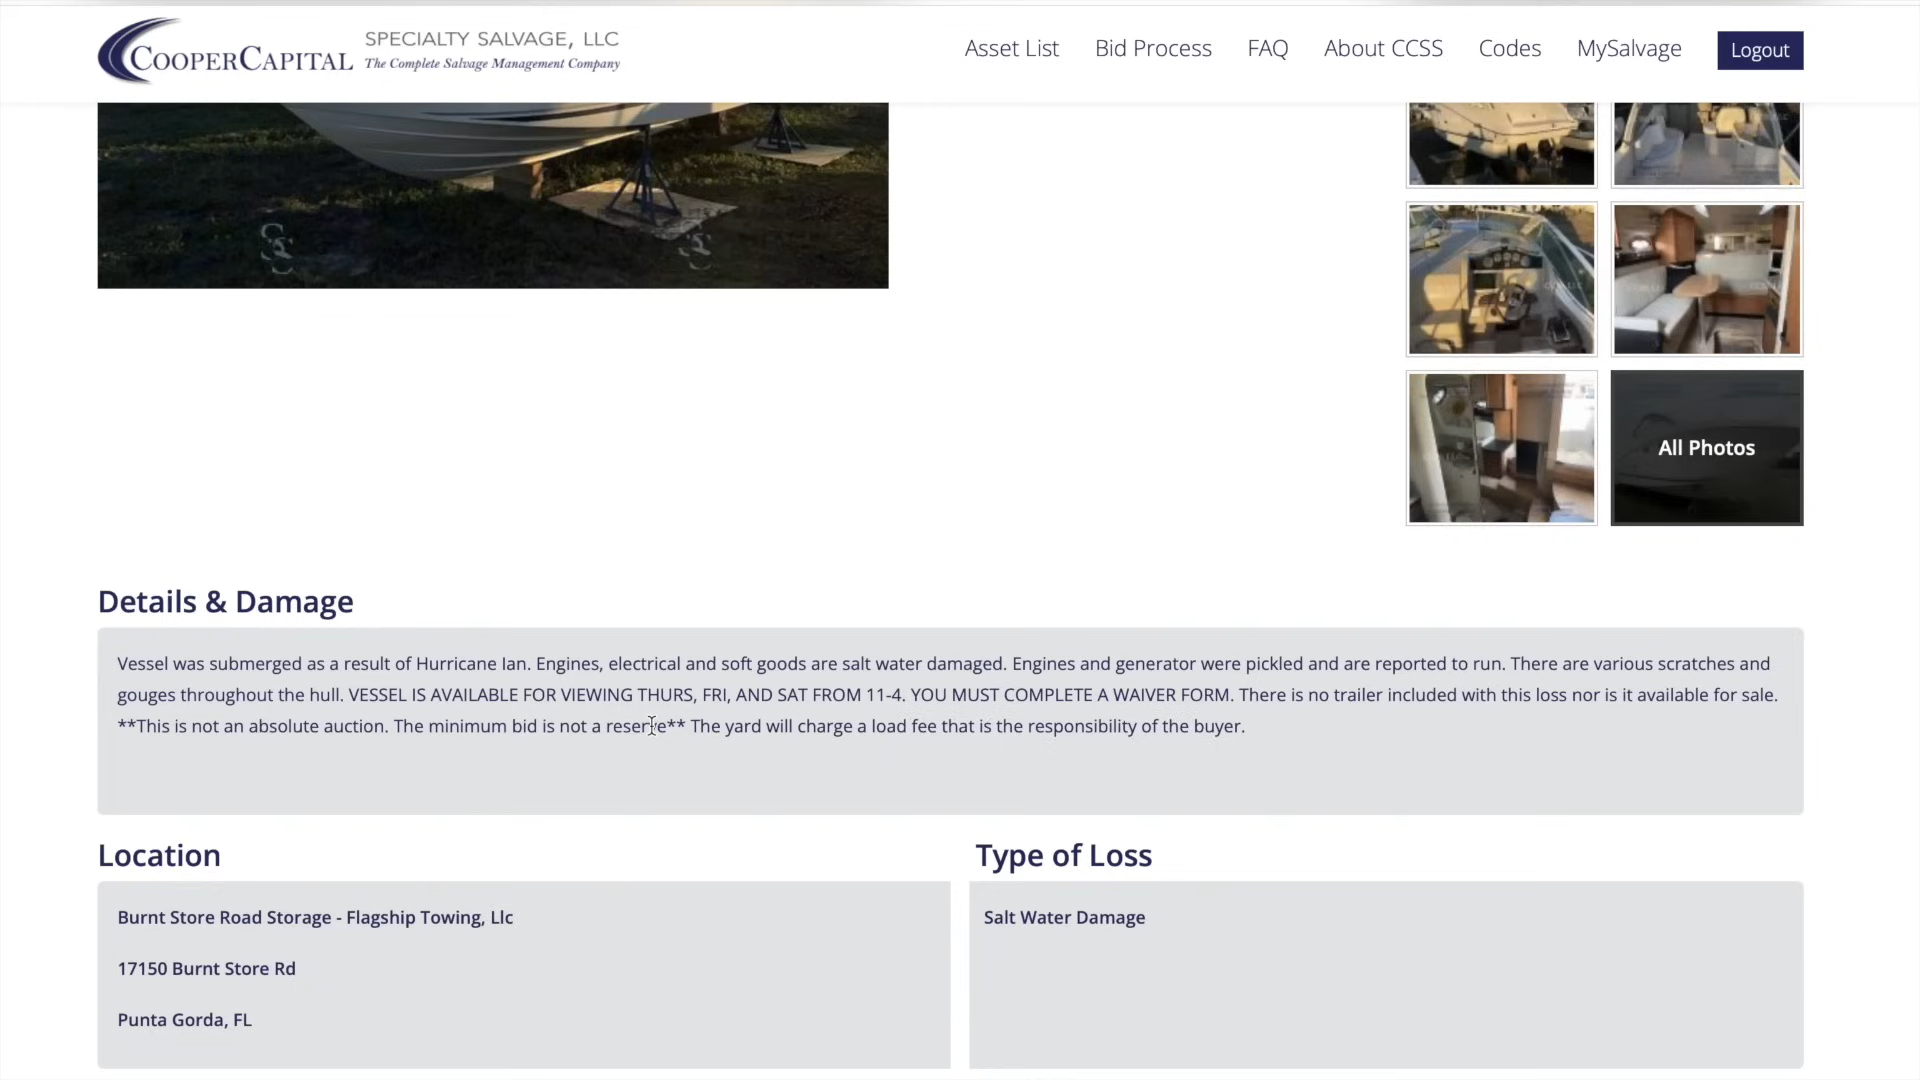 COOPERCAPITAL
SPECIALTY SALVAGE, LLC
The Complete Salvage Management Company
Asset List
Bid Process
FAQ
About CCSS
Codes
MySalvage
Logout
All Photos
Details & Damage
Vessel was submerged as a result of Hurricane Ian. Engines, electrical and soft goods are salt water damaged. Engines and generator were pickled and are reported to run. There are various scratches and
gouges throughout the hull. VESSEL IS AVAILABLE FOR VIEWING THURS, FRI, AND SAT FROM 11-4. YOU MUST COMPLETE A WAIVER FORM. There is no trailer included with this loss nor is it available for sale.
**This is not an absolute auction. The minimum bid is not a reserve** The yard will charge a load fee that is the responsibility of the buyer.
Location
Type of Loss
Burnt Store Road Storage - Flagship Towing, Llc
Salt Water Damage
17150 Burnt Store Rd
Punta Gorda, FL